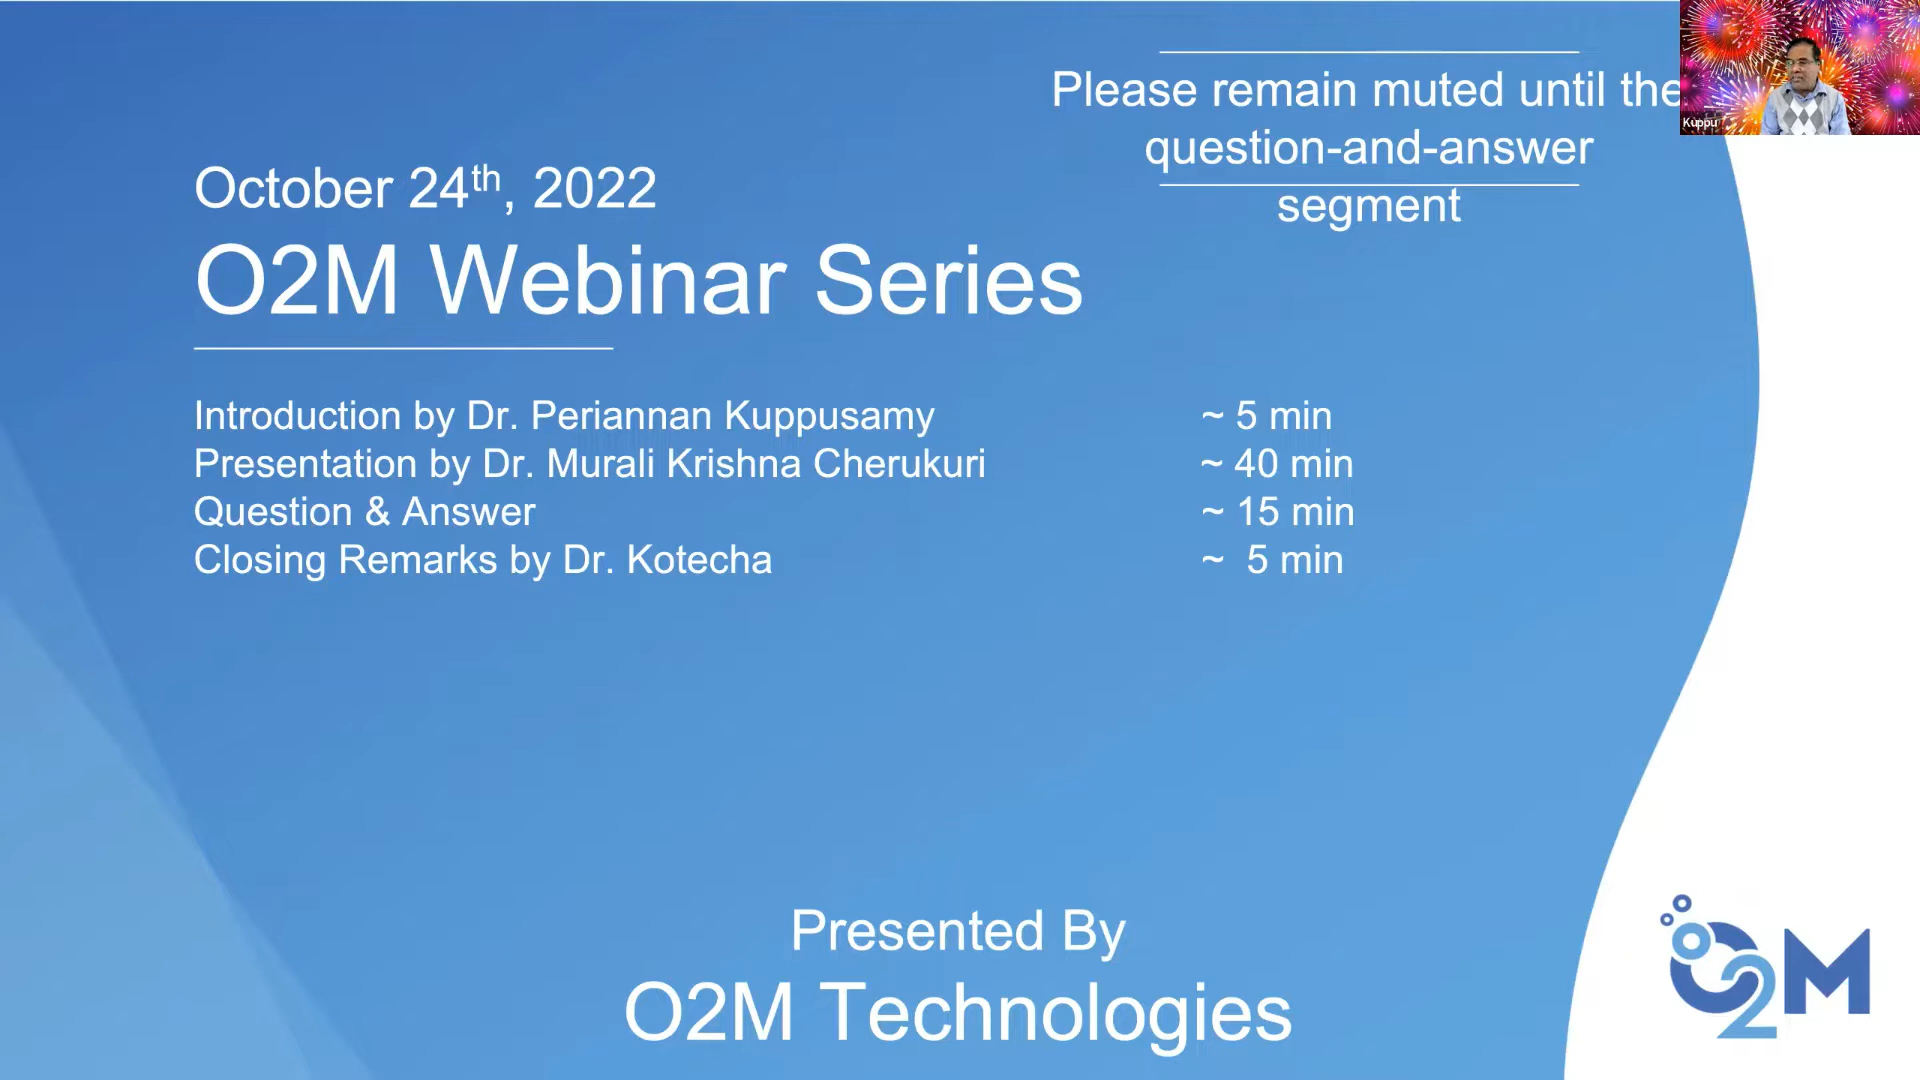 Please remain muted until the
question-and-answer
segment
Kuppu
October 24th, 2022
O2M Webinar Series
Introduction by Dr. Periannan Kuppusamy ~ 5 min
Presentation by Dr. Murali Krishna Cherukuri ~ 40 min
Question & Answer ~ 15 min
Closing Remarks by Dr. Kotecha ~ 5 min
Presented By
O2M Technologies
O2M